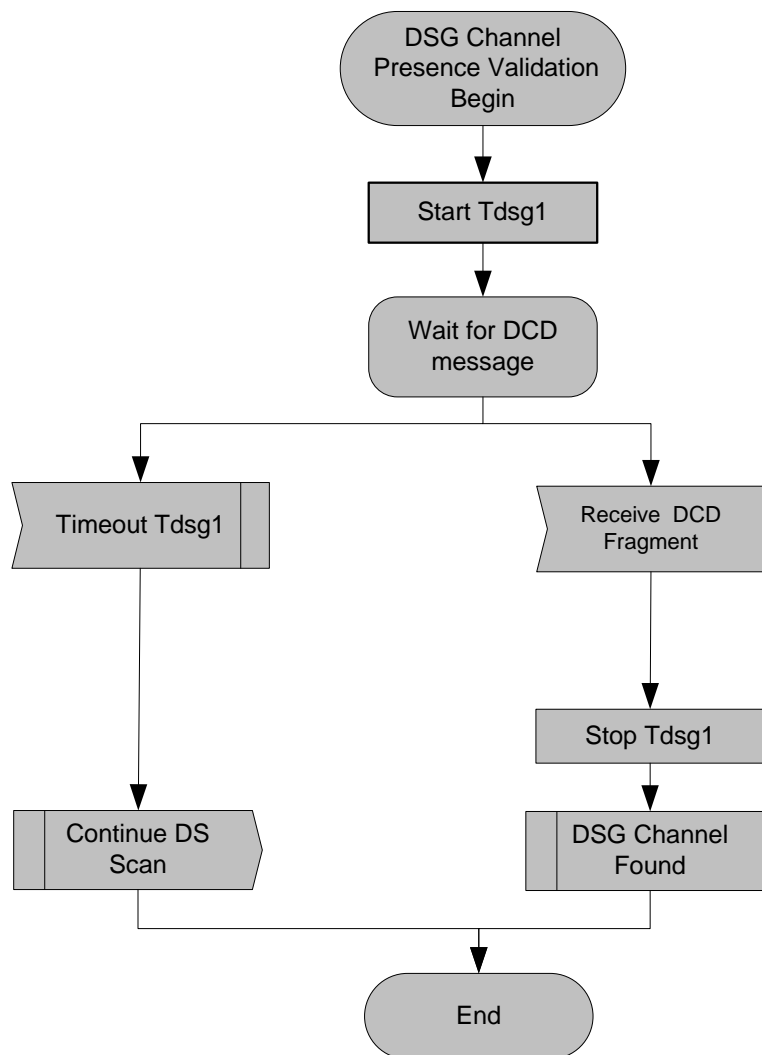 DSG Channel
Presence Validation
Begin
Start Tdsg1
Wait for DCD
message
Timeout Tdsg1
Receive DCD
Fragment
Stop Tdsg1
Continue DS
Scan
DSG Channel
Found
End